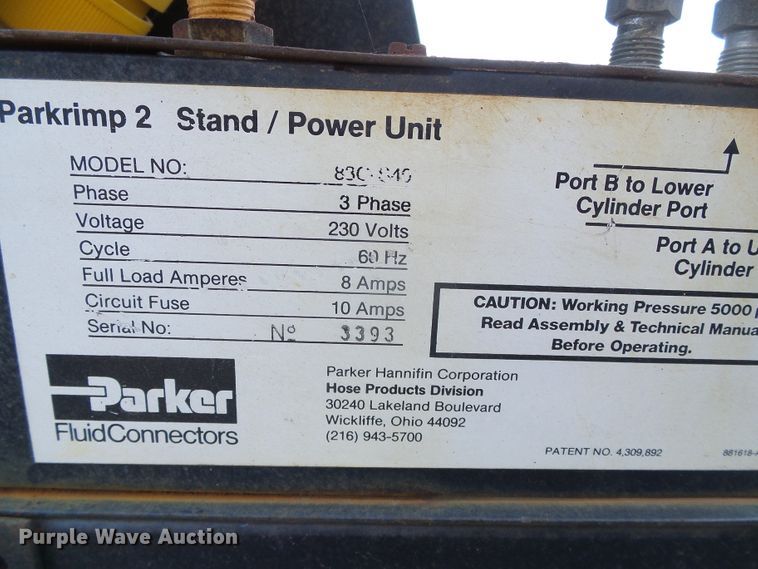 Parkrimp 2 Stand / Power Unit
MODEL NO:
Phase 3 Phase
Voltage 230 Volts
Cycle 60 Hz
Full Load Amperes 8 Amps
Circuit Fuse 10 Amps
Serial No: Nº 3393
Port B to Lower
Cylinder Port
Port A to
Cylinder
CAUTION: Working Pressure 5000
Read Assembly & Technical
Before Operating.
Parker
FluidConnectors
Parker Hannifin Corporation
Hose Products Division
30240 Lakeland Boulevard
Wickliffe, Ohio 44092
(216) 943-5700
PATENT NO. 4,309,892
881618-A
Purple Wave Auction